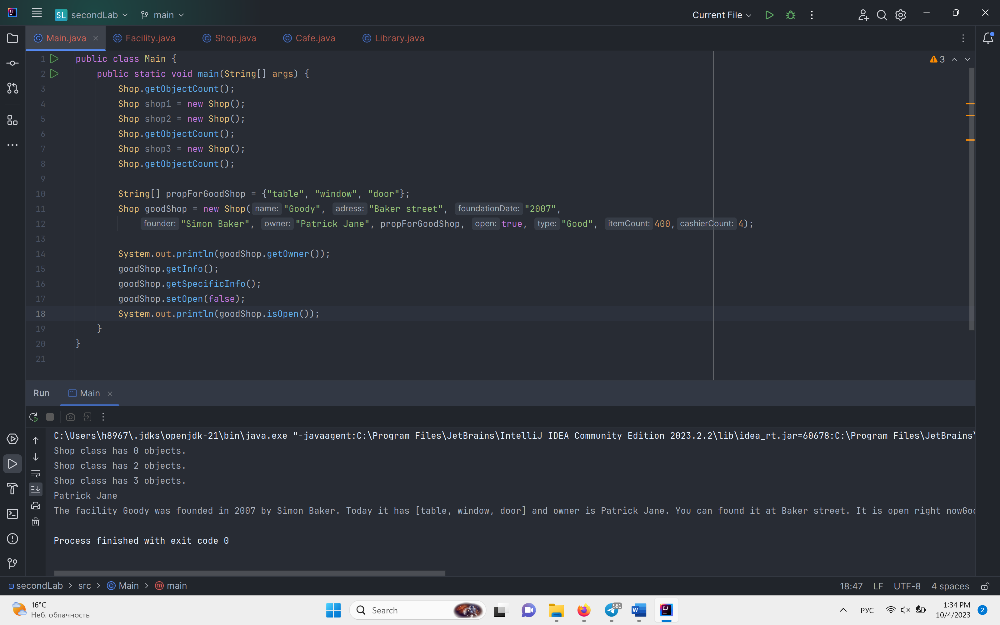 SL secondLab main Current File
Main.java Facility.java Shop.java Cafe.java Library.java
1 public class Main { 3
2 public static void main(String[] args) {
3 Shop.getObjectCount();
4 Shop shop1 = new Shop();
5 Shop shop2 = new Shop();
6 Shop.getObjectCount();
7 Shop shop3 = new Shop();
8 Shop.getObjectCount();
9
10 String[] propForGoodShop = {"table", "window", "door"};
11 Shop goodShop = new Shop( name: "Goody", adress: "Baker street", foundationDate: "2007",
12 founder: "Simon Baker", owner: "Patrick Jane", propForGoodShop, open: true, type: "Good", itemCount: 400, cashierCount: 4);
13
14 System.out.println(goodShop.getOwner());
15 goodShop.getInfo();
16 goodShop.getSpecificInfo();
17 goodShop.setOpen(false);
18 System.out.println(goodShop.isOpen());
19 }
20 }
21
Run Main
C:\Users\h8967\.jdks\openjdk-21\bin\java.exe "-javaagent:C:\Program Files\JetBrains\IntelliJ IDEA Community Edition 2023.2.2\lib\idea_rt.jar=60678:C:\Program Files\JetBrains\
Shop class has 0 objects.
Shop class has 2 objects.
Shop class has 3 objects.
Patrick Jane
The facility Goody was founded in 2007 by Simon Baker. Today it has [table, window, door] and owner is Patrick Jane. You can found it at Baker street. It is open right nowGoo
Process finished with exit code 0
secondLab > src > Main > main 18:47 LF UTF-8 4 spaces
16°C
Неб. облачность
Search
586
РУС
1:34 PM
10/4/2023
2